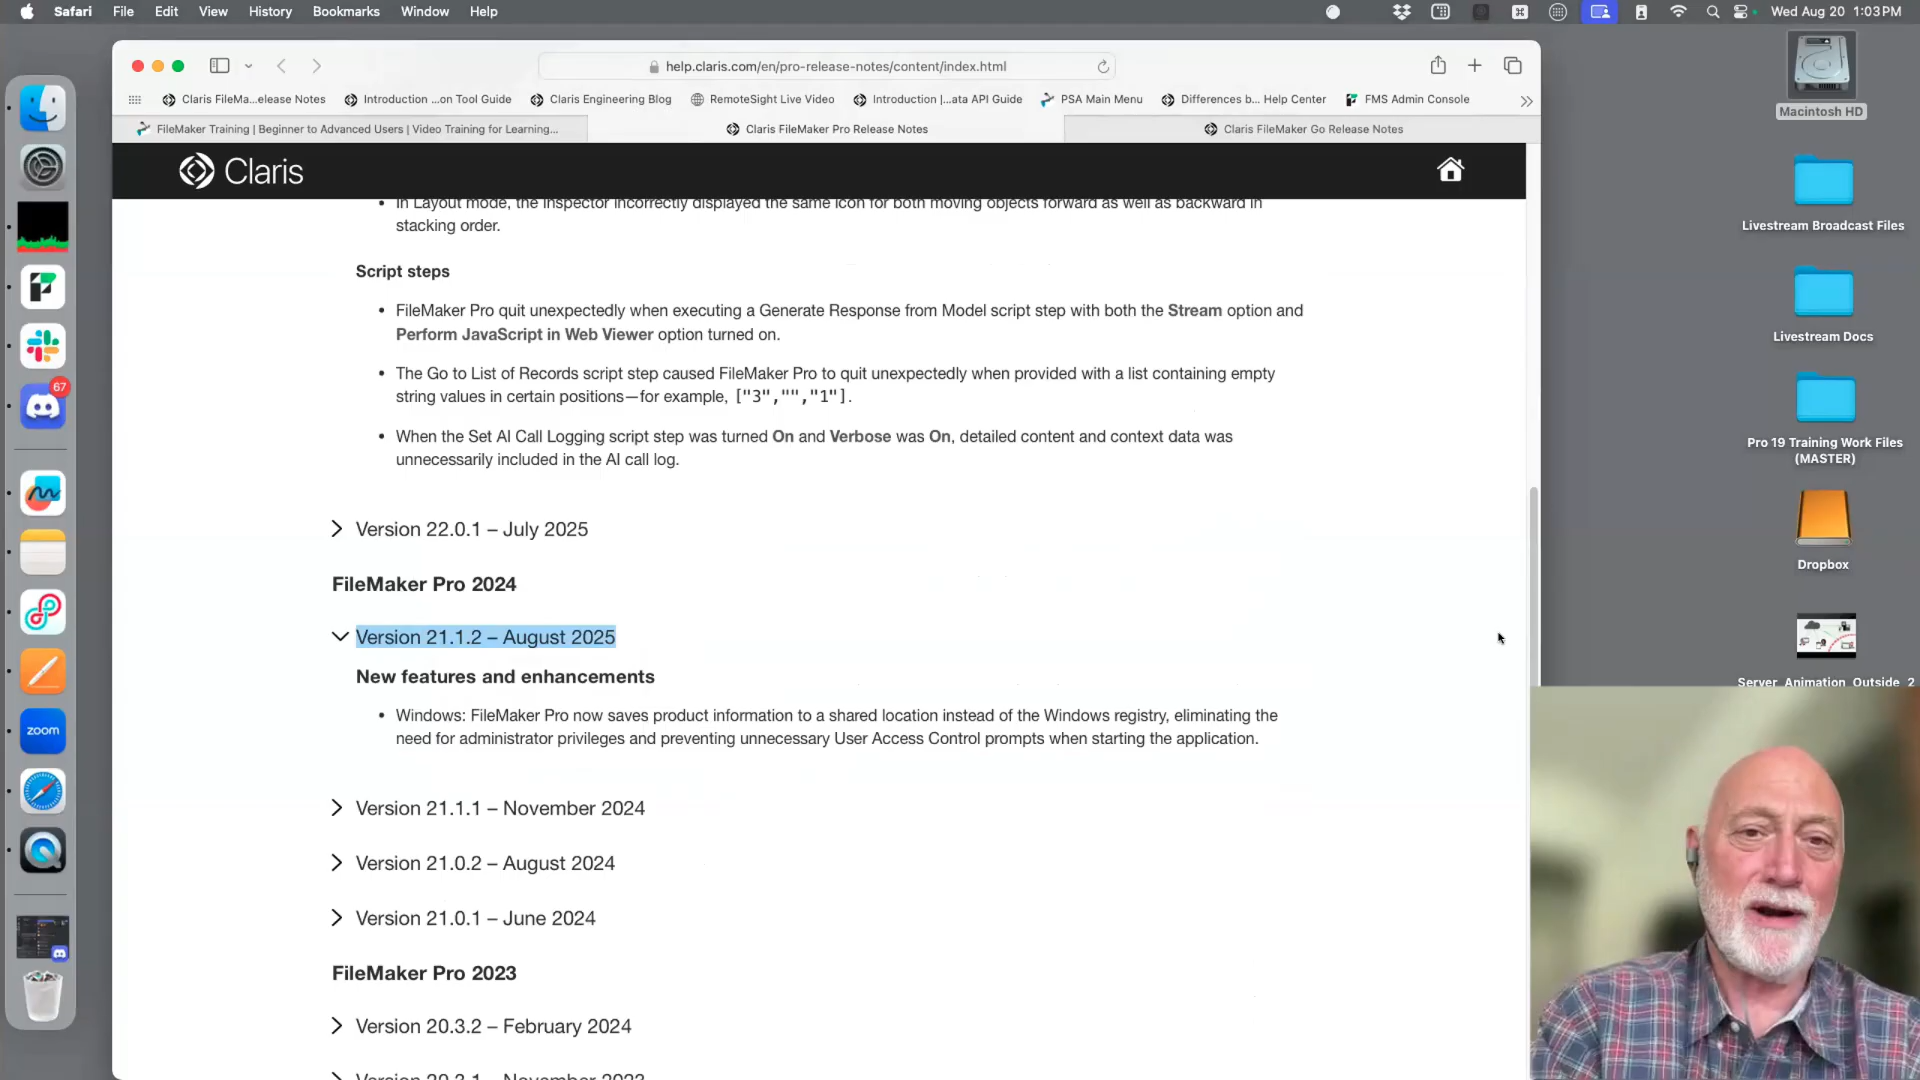 Safari File Edit View History Bookmarks Window Help
Wed Aug 20 1:03 PM
help.claris.com/en/pro-release-notes/content/index.html
Claris FileMa...elease Notes
Introduction ...on Tool Guide
Claris Engineering Blog
RemoteSight Live Video
Introduction |...ata API Guide
PSA Main Menu
Differences b... Help Center
FMS Admin Console
FileMaker Training | Beginner to Advanced Users | Video Training for Learning...
Claris FileMaker Pro Release Notes
Claris FileMaker Go Release Notes
Claris
In Layout mode, the Inspector incorrectly displayed the same icon for both moving objects forward as well as backward in
stacking order.
Script steps
• FileMaker Pro quit unexpectedly when executing a Generate Response from Model script step with both the Stream option and
Perform JavaScript in Web Viewer option turned on.
• The Go to List of Records script step caused FileMaker Pro to quit unexpectedly when provided with a list containing empty
string values in certain positions—for example, ["3","","1"].
• When the Set AI Call Logging script step was turned On and Verbose was On, detailed content and context data was
unnecessarily included in the AI call log.
Version 22.0.1 – July 2025
FileMaker Pro 2024
Version 21.1.2 – August 2025
New features and enhancements
• Windows: FileMaker Pro now saves product information to a shared location instead of the Windows registry, eliminating the
need for administrator privileges and preventing unnecessary User Access Control prompts when starting the application.
Version 21.1.1 – November 2024
Version 21.0.2 – August 2024
Version 21.0.1 – June 2024
FileMaker Pro 2023
Version 20.3.2 – February 2024
Version 20.3.1 – November 2023
67
zoom
Macintosh HD
Livestream Broadcast Files
Livestream Docs
Pro 19 Training Work Files
(MASTER)
Dropbox
Server_Animation_Outside_2